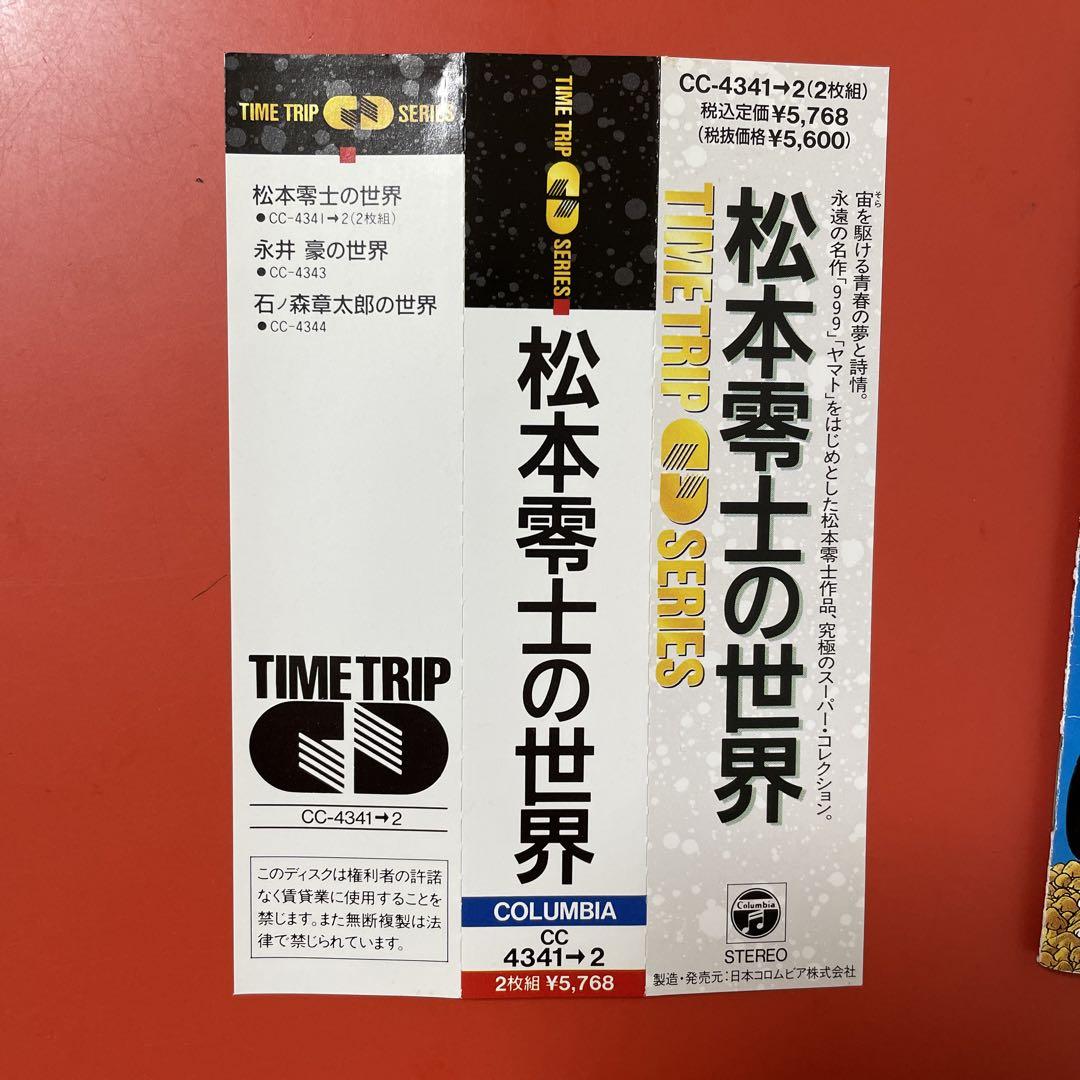 TIME TRIP CD SERIES
松本零士の世界
●CC-4341→2(2枚組)
永井 豪の世界
●CC-4343
石ノ森章太郎の世界
●CC-4344
TIME TRIP
CD
CC-4341→2
このディスクは権利者の許諾
なく賃貸業に使用することを
禁じます。また無断複製は法
律で禁じられています。
TIME TRIP CD SERIES
松本零士の世界
COLUMBIA
CC
4341→2
2枚組 ¥5,768
CC-4341→2(2枚組)
税込定価¥5,768
(税抜価格¥5,600)
宙を駆ける青春の夢と詩情。
そら
永遠の名作「999」「ヤマト」をはじめとした松本零士作品、究極のスーパー・コレクション。
松本零士の世界
TIME TRIP CD SERIES
Columbia
STEREO
製造・発売元:日本コロムビア株式会社